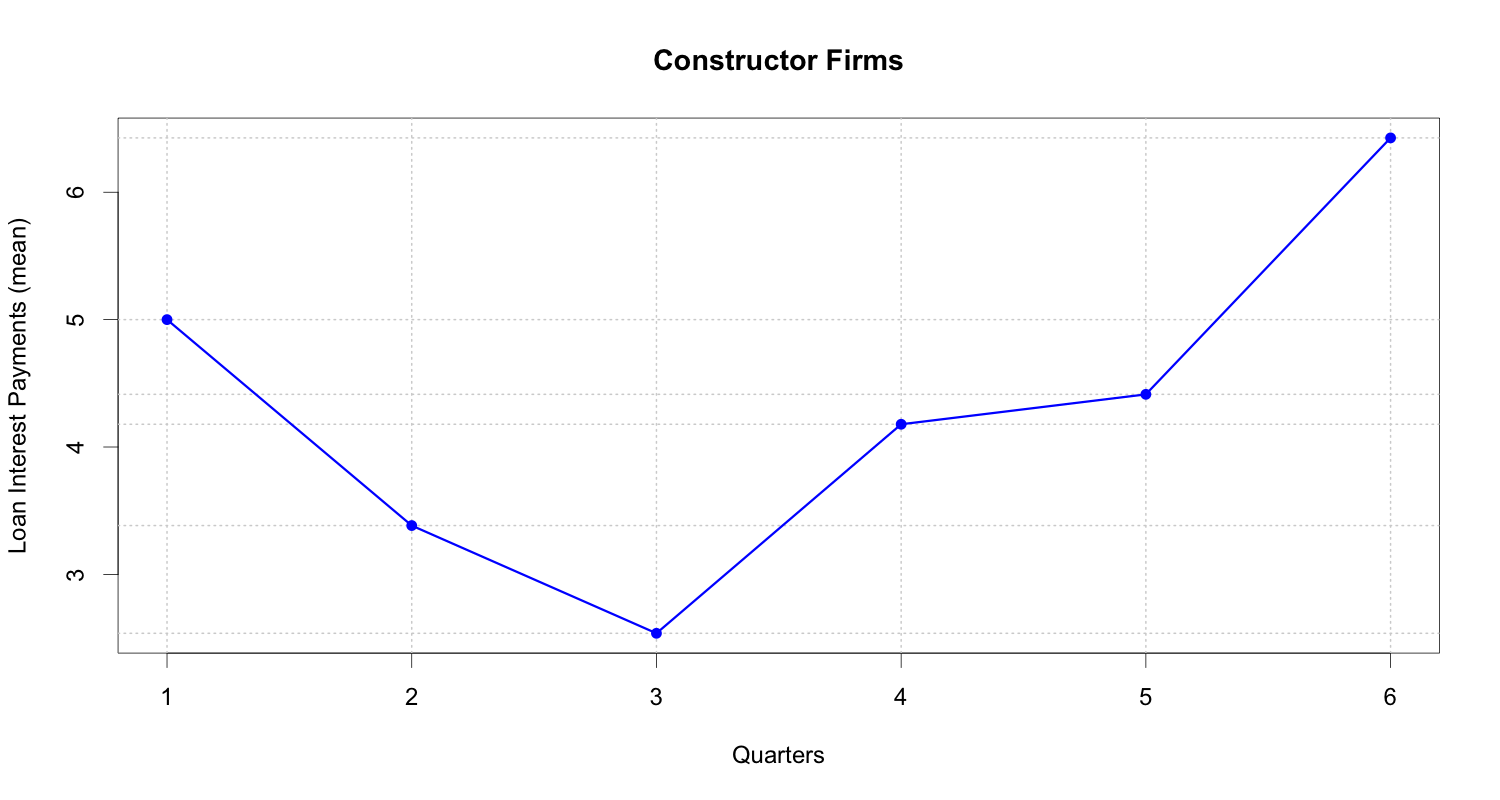 Constructor Firms
Loan Interest Payments (mean)
6
5
4
3
1 2 3 4 5 6
Quarters